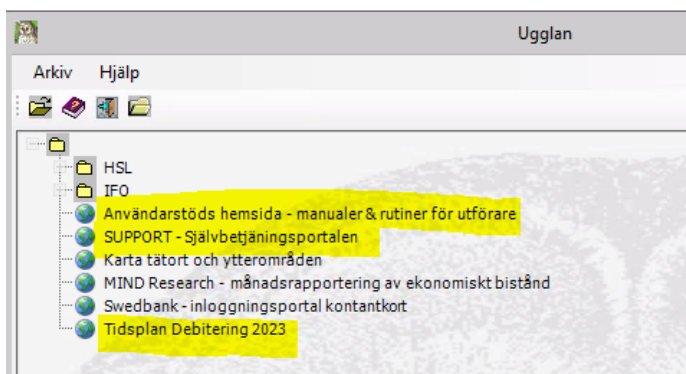 Ugglan
Arkiv Hjälp
HSL
IFO
Användarstöds hemsida - manualer & rutiner för utförare
SUPPORT - Självbetjäningsportalen
Karta tätort och ytterområden
MIND Research - månadsrapportering av ekonomiskt bistånd
Swedbank - inloggningsportal kontantkort
Tidsplan Debitering 2023